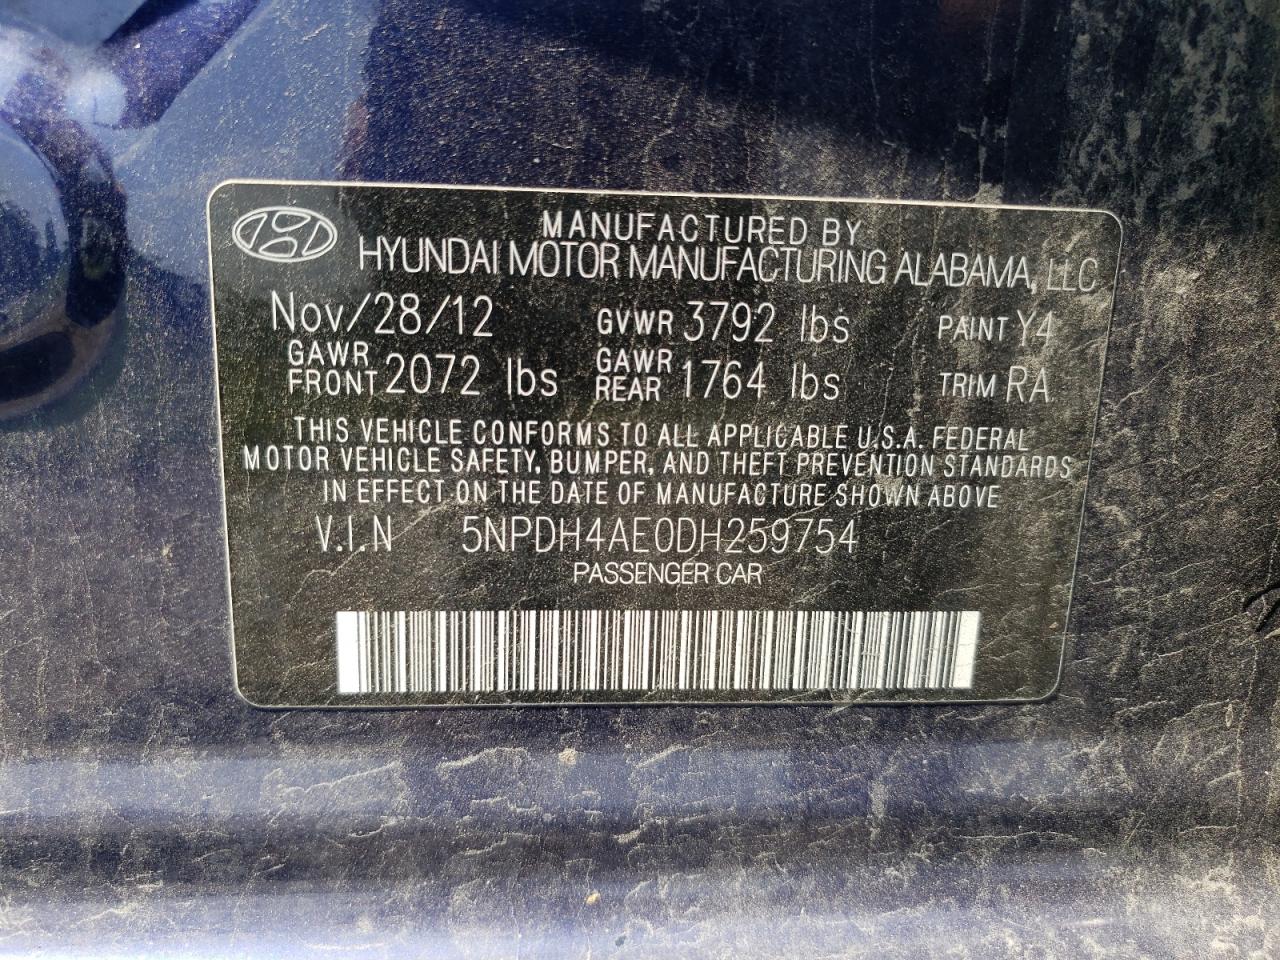 MANUFACTURED BY
HYUNDAI MOTOR MANUFACTURING ALABAMA, LLC
Nov/28/12 GVWR 3792 lbs PAINT Y4
GAWR FRONT 2072 lbs GAWR REAR 1764 lbs TRIM RA
THIS VEHICLE CONFORMS TO ALL APPLICABLE U.S.A. FEDERAL
MOTOR VEHICLE SAFETY, BUMPER, AND THEFT PREVENTION STANDARDS
IN EFFECT ON THE DATE OF MANUFACTURE SHOWN ABOVE
V.I.N 5NPDH4AE0DH259754
PASSENGER CAR